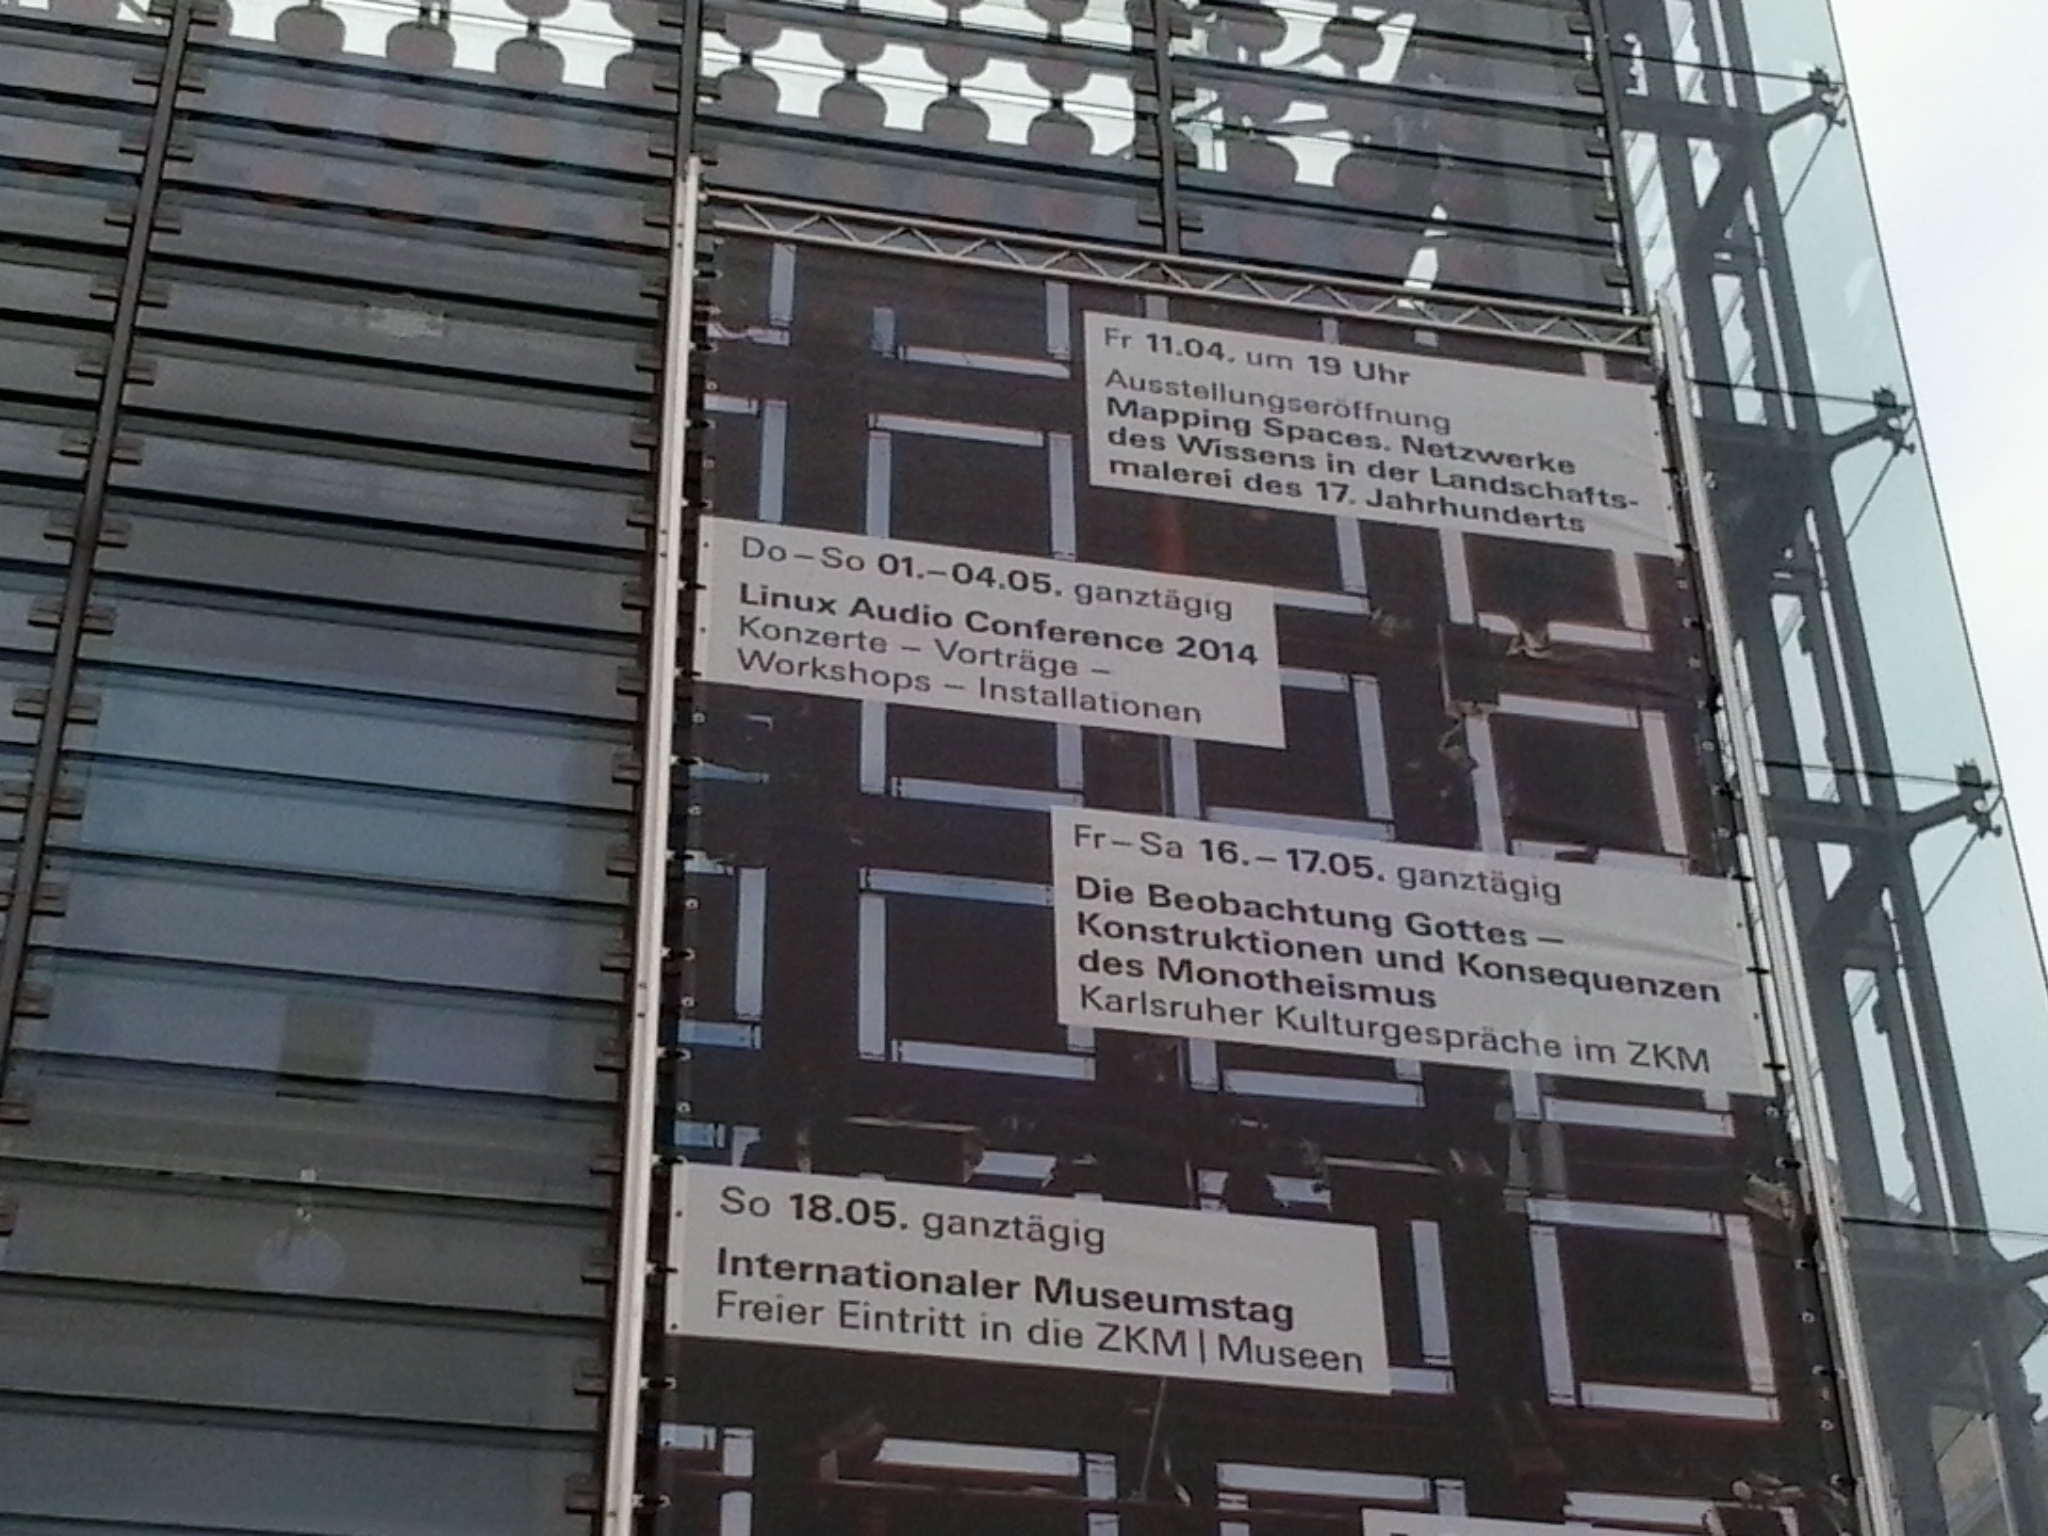 Fr 11.04. um 19 Uhr
Ausstellungseröffnung
Mapping Spaces. Netzwerke
des Wissens in der Landschafts-
malerei des 17. Jahrhunderts
Do – So 01.– 04.05. ganztägig
Linux Audio Conference 2014
Konzerte – Vorträge –
Workshops – Installationen
Fr – Sa 16. – 17.05. ganztägig
Die Beobachtung Gottes –
Konstruktionen und Konsequenzen
des Monotheismus
Karlsruher Kulturgespräche im ZKM
So 18.05. ganztägig
Internationaler Museumstag
Freier Eintritt in die ZKM | Museen